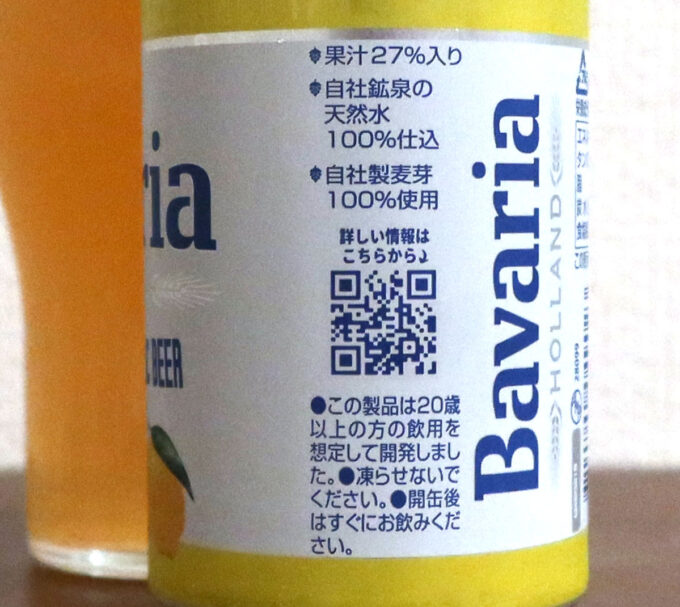 果汁27%入り
自社鉱泉の
天然水
100%仕込
自社製麦芽
100%使用
詳しい情報は
こちらから
●この製品は20歳
以上の方の飲用を
想定して開発しまし
た。●凍らせないで
ください。●開缶後
はすぐにお飲みくだ
さい。
ria
BEER
Bavaria
HOLLAND
28099